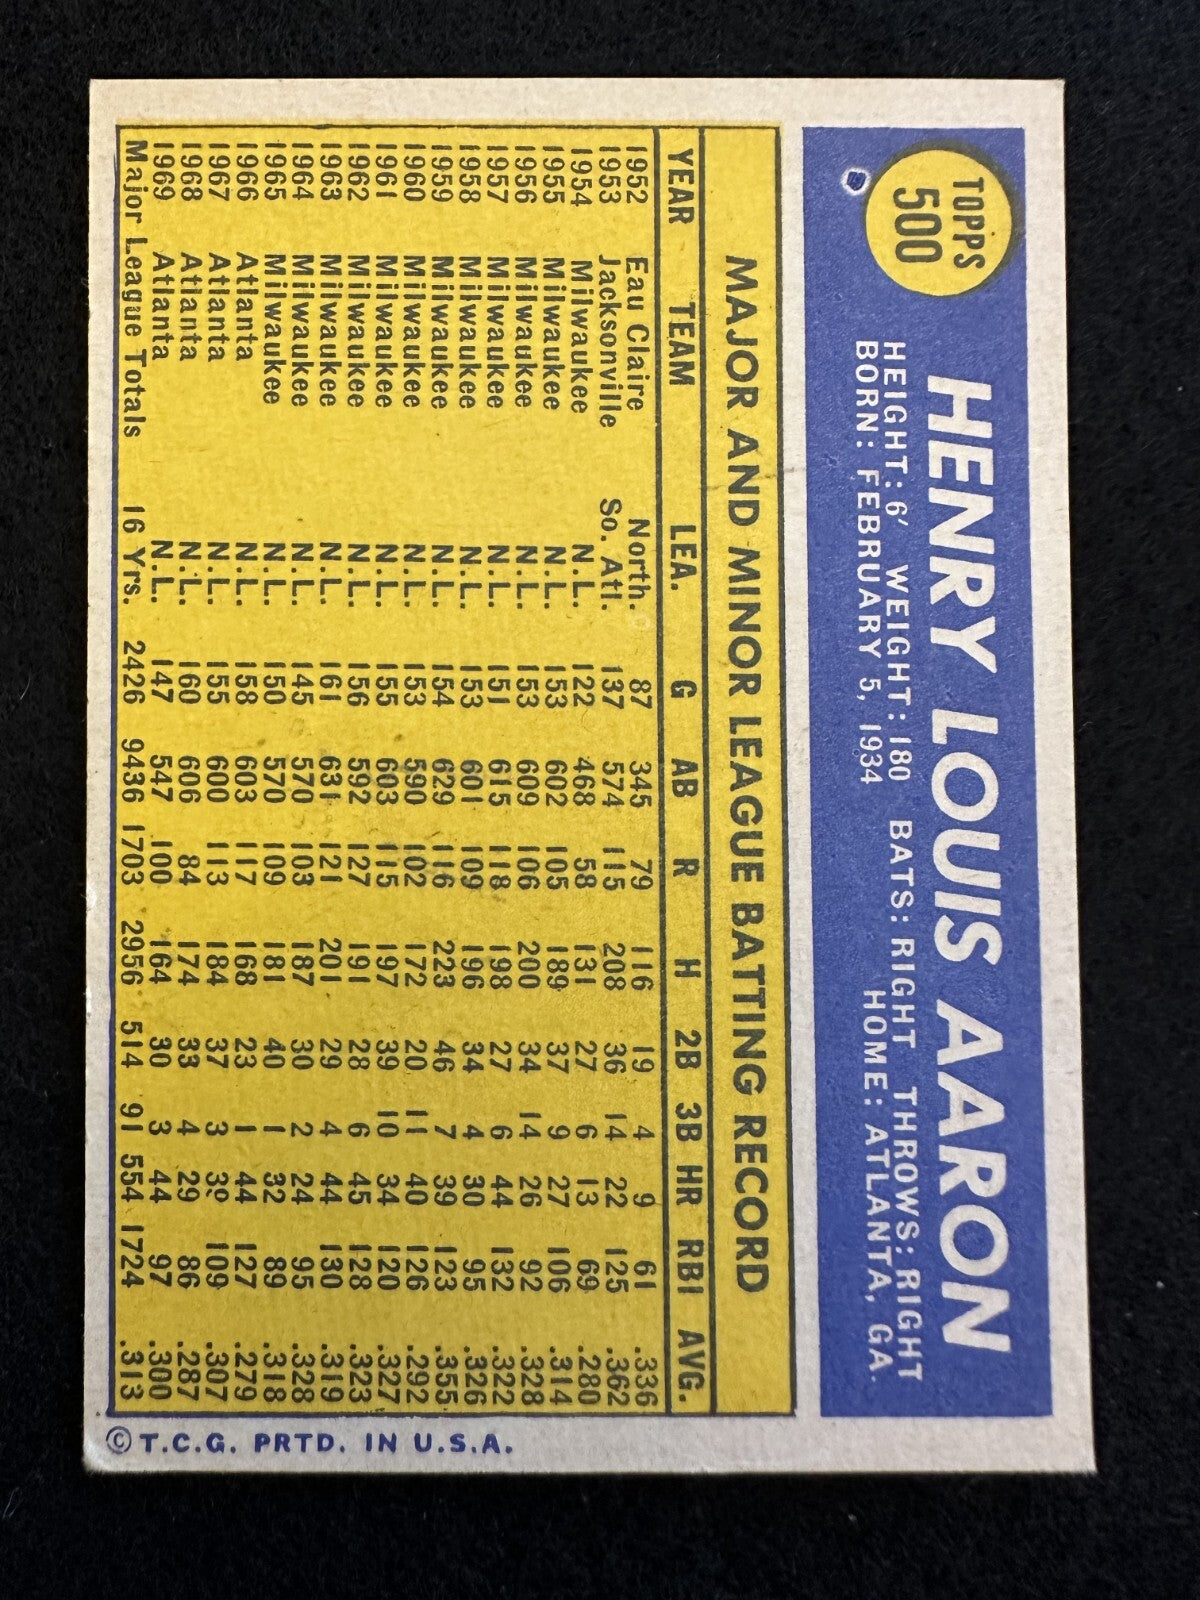 TOPPS
500
HENRY LOUIS AARON
HEIGHT: 6' WEIGHT: 180 BATS: RIGHT THROWS: RIGHT
BORN: FEBRUARY 5, 1934 HOME: ATLANTA, GA.
MAJOR AND MINOR LEAGUE BATTING RECORD
YEAR TEAM LEA. G AB R H 2B 3B HR RBI AVG.
1952 Eau Claire North. 87 345 79 116 19 4 9 61 .336
1953 Jacksonville So. Atl. 137 574 115 208 36 14 22 125 .362
1954 Milwaukee N.L. 122 468 58 131 27 6 13 69 .280
1955 Milwaukee N.L. 153 602 105 189 37 9 27 106 .314
1956 Milwaukee N.L. 153 609 106 200 34 14 26 92 .328
1957 Milwaukee N.L. 151 615 118 198 27 6 44 132 .322
1958 Milwaukee N.L. 153 601 109 196 34 4 30 95 .326
1959 Milwaukee N.L. 154 629 116 223 46 7 39 123 .355
1960 Milwaukee N.L. 153 590 102 172 20 11 40 126 .292
1961 Milwaukee N.L. 155 603 115 197 39 10 34 120 .327
1962 Milwaukee N.L. 156 592 127 191 28 6 45 128 .323
1963 Milwaukee N.L. 161 631 121 201 29 4 44 130 .319
1964 Milwaukee N.L. 145 570 103 187 30 2 24 95 .328
1965 Milwaukee N.L. 150 570 109 181 40 1 32 89 .318
1966 Atlanta N.L. 158 603 117 168 23 1 44 127 .279
1967 Atlanta N.L. 155 600 113 184 37 3 39 109 .307
1968 Atlanta N.L. 160 606 84 174 33 4 29 86 .287
1969 Atlanta N.L. 147 547 100 164 30 3 44 97 .300
Major League Totals 16 Yrs. 2426 9436 1703 2956 514 91 554 1724 .313
© T.C.G. PRTD. IN U.S.A.